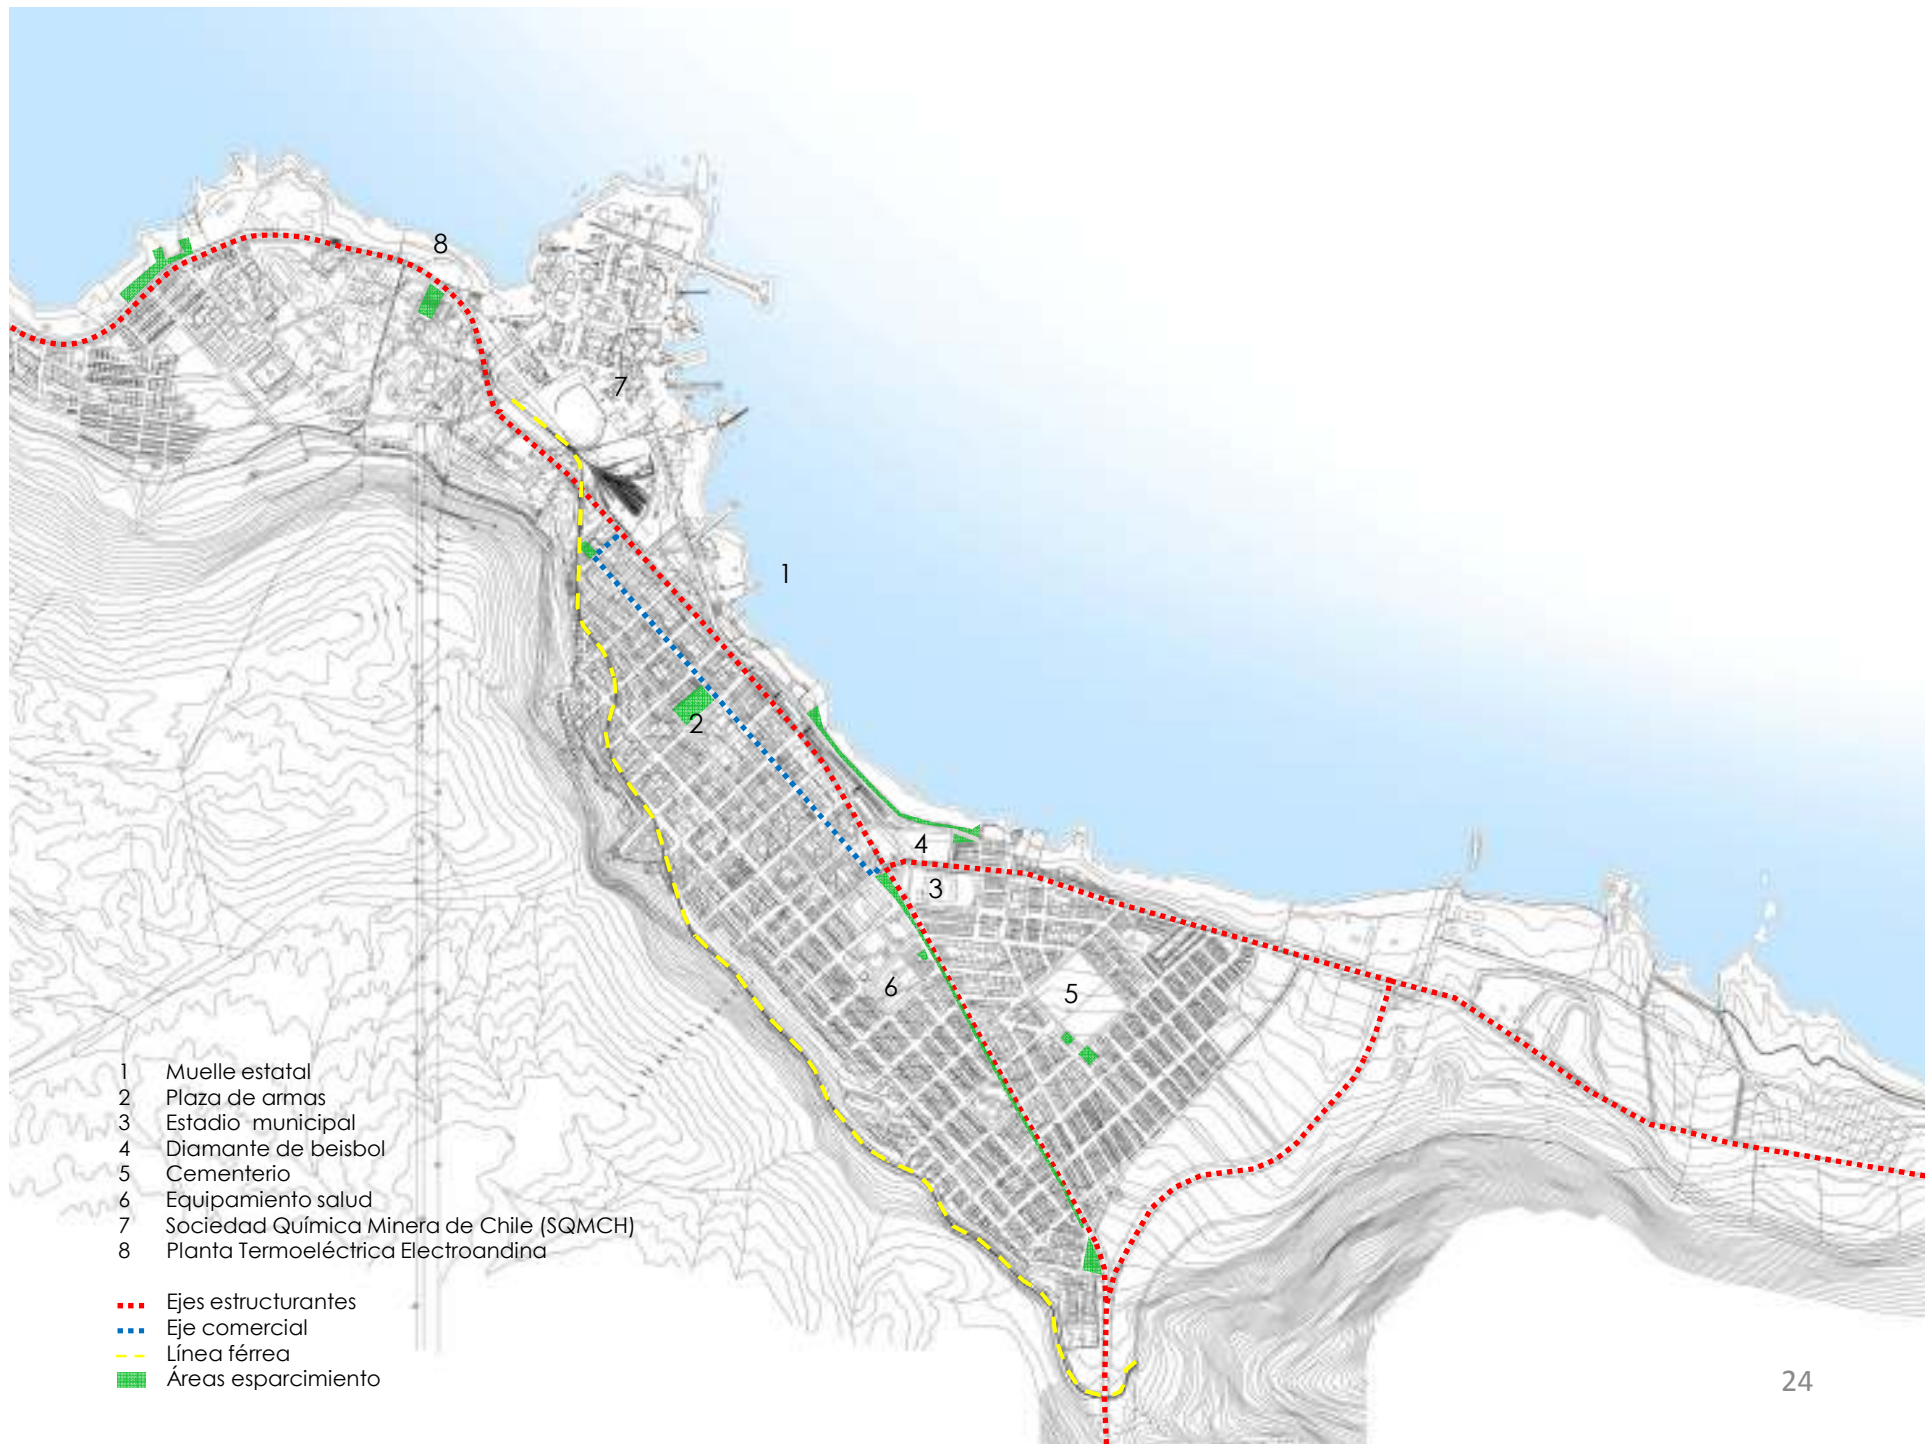 8
7
1
2
4
3
6
5
1 Muelle estatal
2 Plaza de armas
3 Estadio municipal
4 Diamante de beisbol
5 Cementerio
6 Equipamiento salud
7 Sociedad Química Minera de Chile (SQMCH)
8 Planta Termoeléctrica Electroandina
Ejes estructurantes
Eje comercial
Línea férrea
Áreas esparcimiento
24